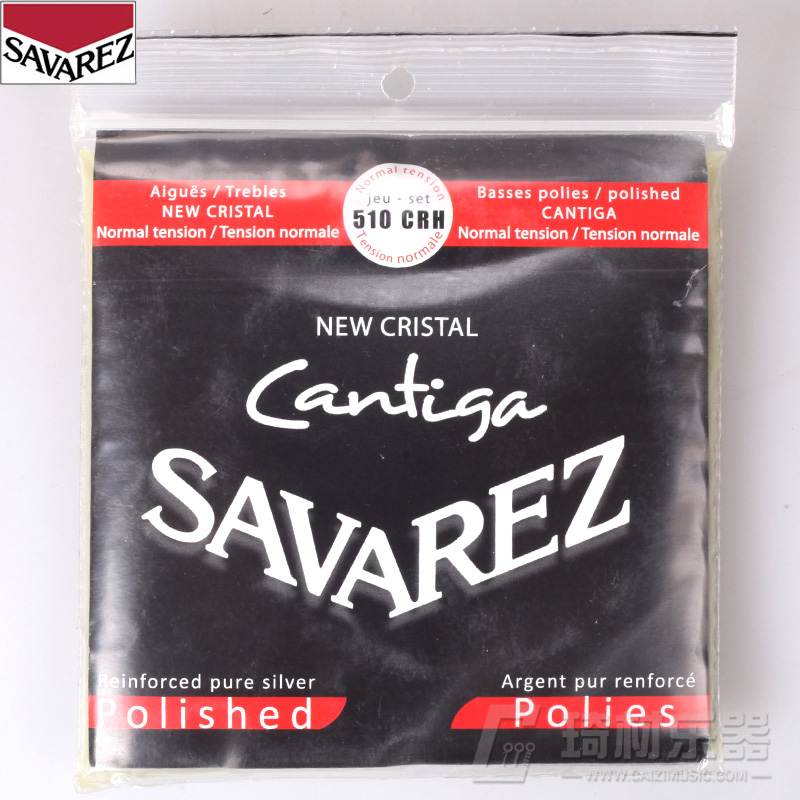 SAVAREZ
Aiguës / Trebles
NEW CRISTAL
Normal tension / Tension normale
Normal tension
Jeu - set
510 CRH
Tension normale
Basses polies / polished
CANTIGA
Normal tension / Tension normale
NEW CRISTAL
Cantiga
SAVAREZ
Reinforced pure silver
Polished
Argent pur renforcé
Polies
乐器
WWW.CAIZIMUSIC.COM